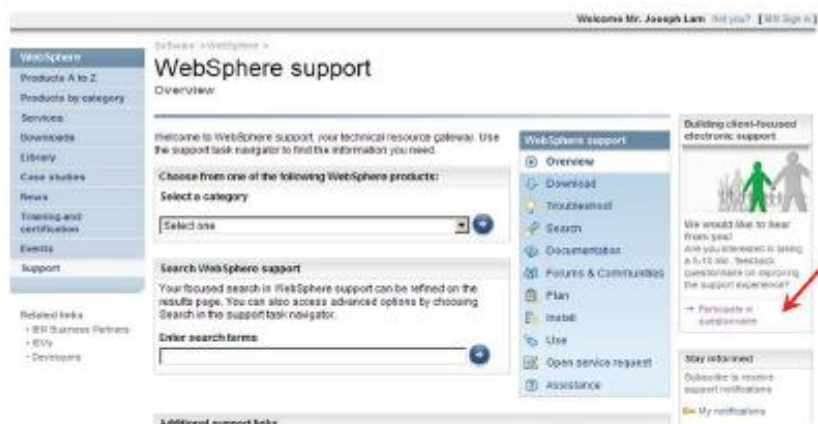 Welcome Mr. Joseph Lam Not you? [IBM Sign in]
WebSphere
Products A to Z
Products by category
Services
Downloads
Library
Case studies
News
Training and
certification
Events
Support
Related links
• IBM Business Partners
• ISVs
• Developers
Software > WebSphere >
WebSphere support
Overview
Welcome to WebSphere support, your technical resource gateway. Use
the support task navigator to find the information you need.
Choose from one of the following WebSphere products:
Select a category
Select one
Search WebSphere support
Your focused search in WebSphere support can be refined on the
results page. You can also access advanced options by choosing
Search in the support task navigator.
Enter search terms
Additional support links
WebSphere support
Overview
Download
Troubleshoot
Search
Documentation
Forums & Communities
Plan
Install
Use
Open service request
Assistance
Building client-focused
electronic support
We would like to hear
from you!
Are you interested in taking
a 5-10 min. feedback
questionnaire on improving
the support experience?
→ Participate in
questionnaire
Stay informed
Subscribe to receive
support notifications
My notifications